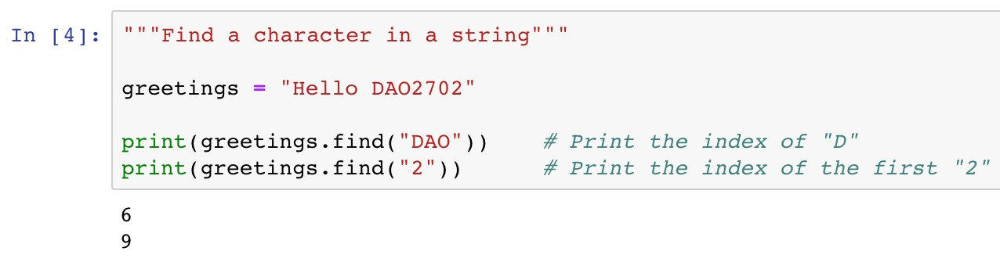 In [4]: """Find a character in a string"""
greetings = "Hello DAO2702"
print(greetings.find("DAO"))    # Print the index of "D"
print(greetings.find("2"))      # Print the index of the first "2"
6
9